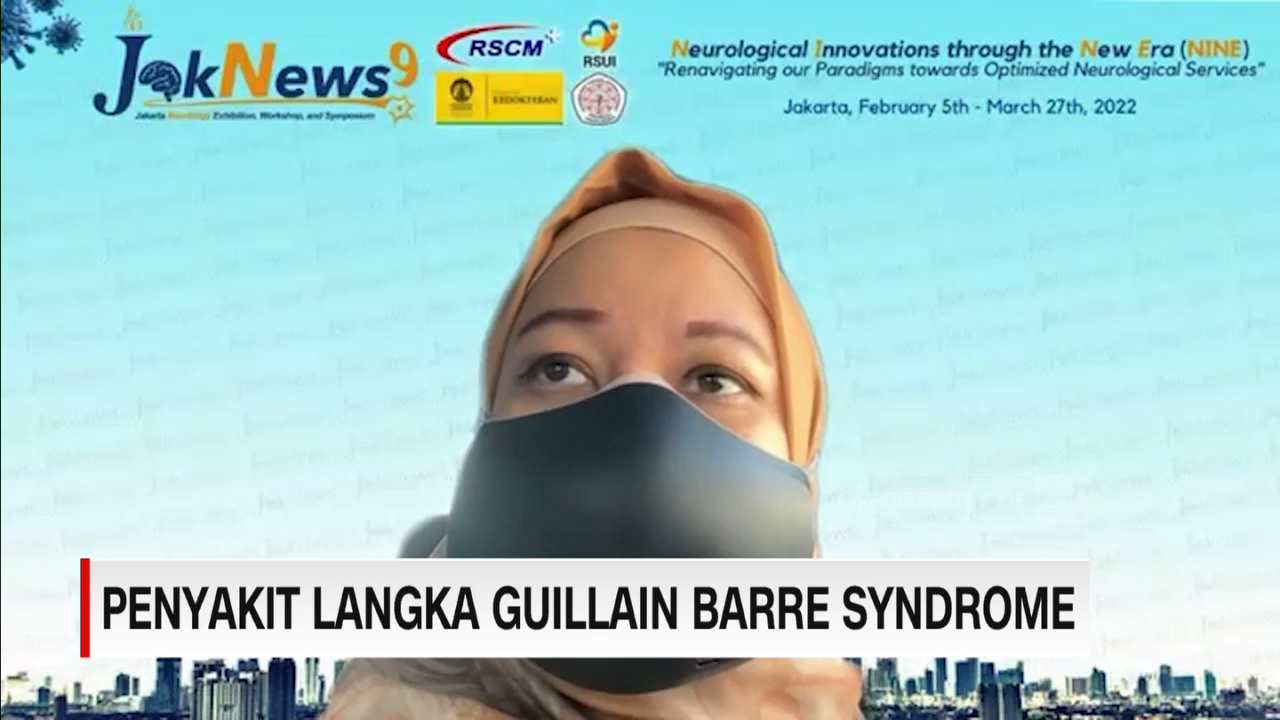 JakNews9
Jakarta Neurology Exhibition, Workshop, and Symposium
RSCM
RSUI
KEDOKTERAN
Neurological Innovations through the New Era (NINE)
"Renavigating our Paradigms towards Optimized Neurological Services"
Jakarta, February 5th - March 27th, 2022
PENYAKIT LANGKA GUILLAIN BARRE SYNDROME